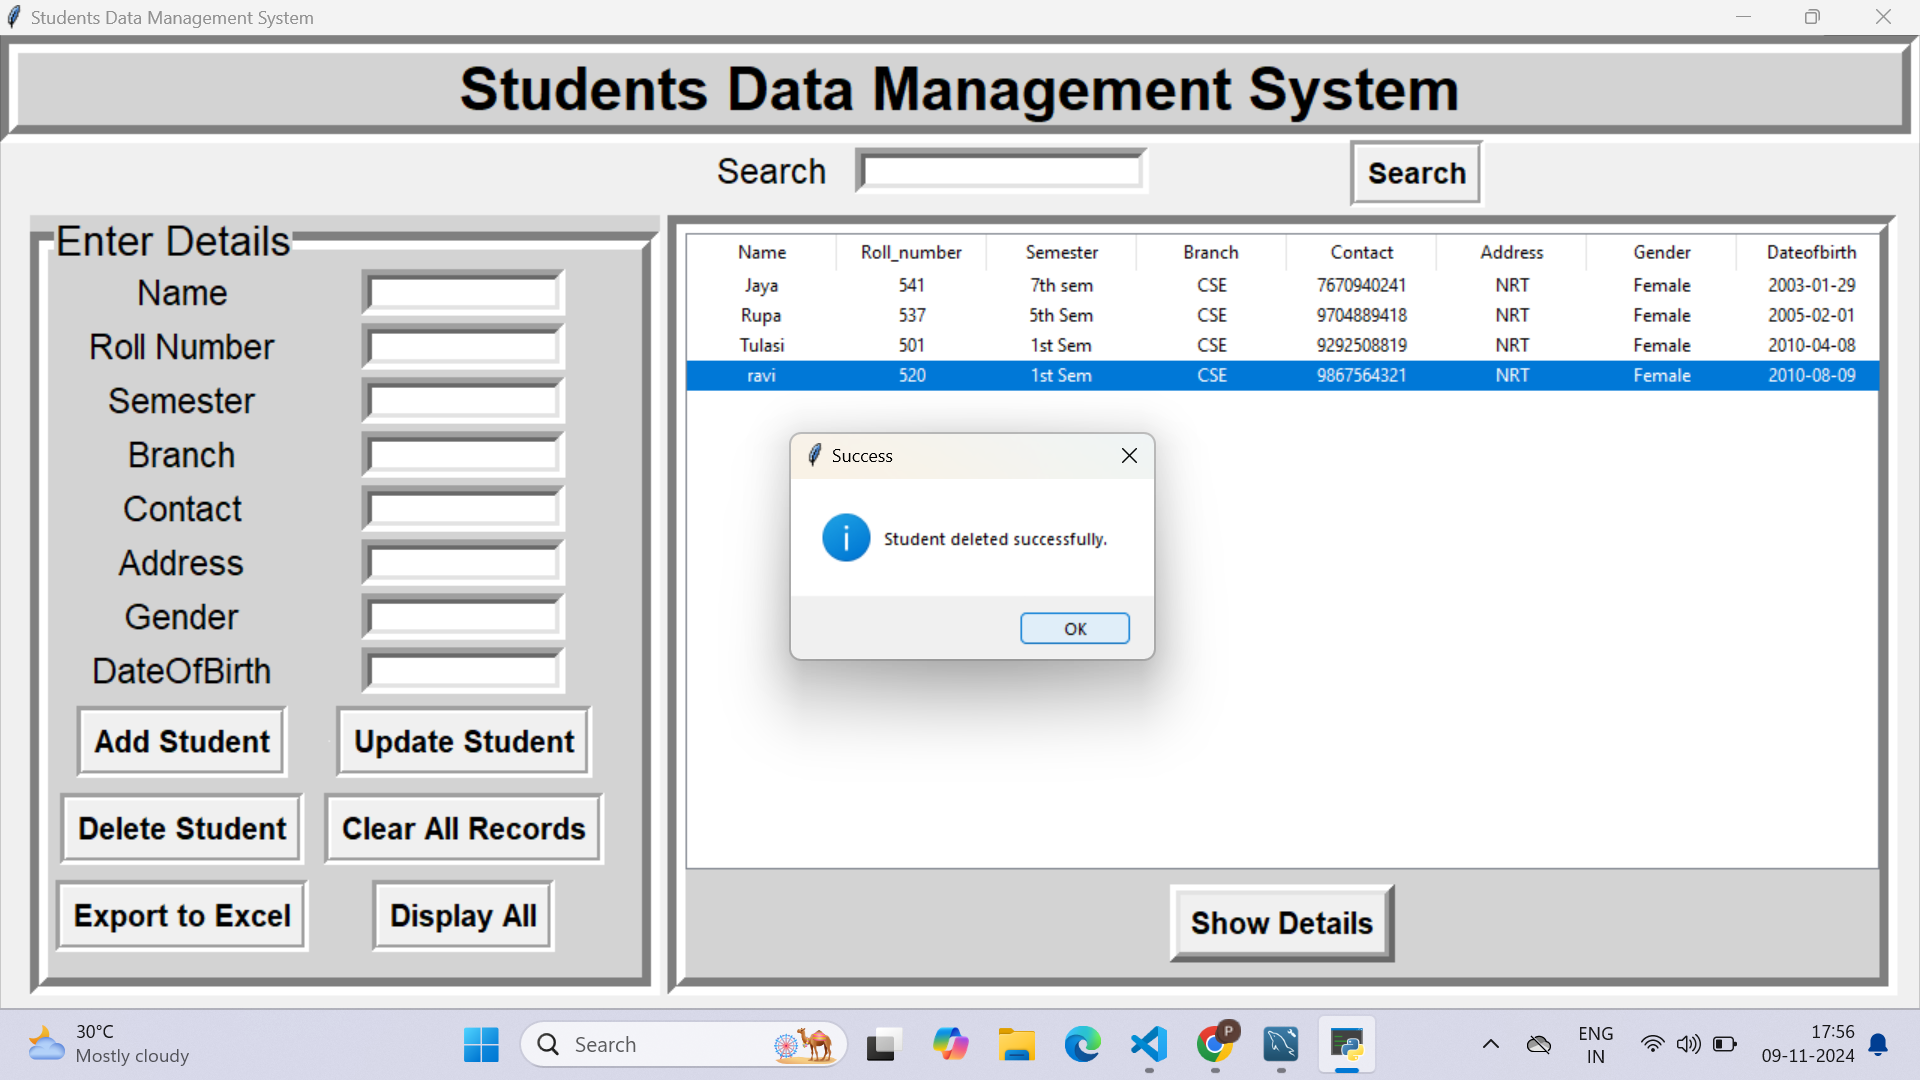 Students Data Management System
Students Data Management System
Search Search
Enter Details
Name
Roll Number
Semester
Branch
Contact
Address
Gender
DateOfBirth
Add Student Update Student
Delete Student Clear All Records
Export to Excel Display All
Name Roll_number Semester Branch Contact Address Gender Dateofbirth
Jaya 541 7th sem CSE 7670940241 NRT Female 2003-01-29
Rupa 537 5th Sem CSE 9704889418 NRT Female 2005-02-01
Tulasi 501 1st Sem CSE 9292508819 NRT Female 2010-04-08
ravi 520 1st Sem CSE 9867564321 NRT Female 2010-08-09
Success
Student deleted successfully.
OK
Show Details
30°C
Mostly cloudy
Search
P
ENG
IN
17:56
09-11-2024